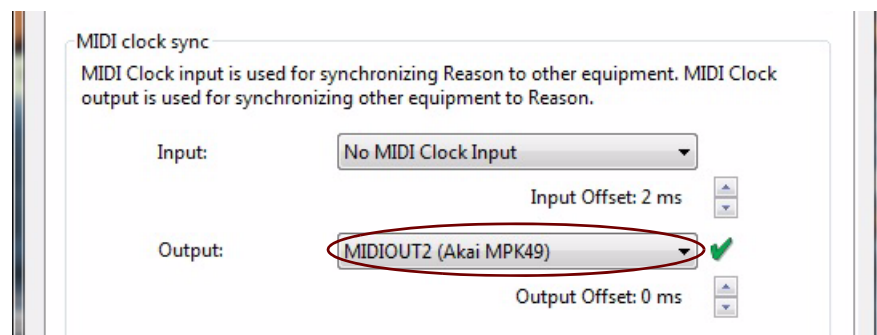 MIDI clock sync
MIDI Clock input is used for synchronizing Reason to other equipment. MIDI Clock
output is used for synchronizing other equipment to Reason.
Input: No MIDI Clock Input
Input Offset: 2 ms
Output: MIDIOUT2 (Akai MPK49)
Output Offset: 0 ms